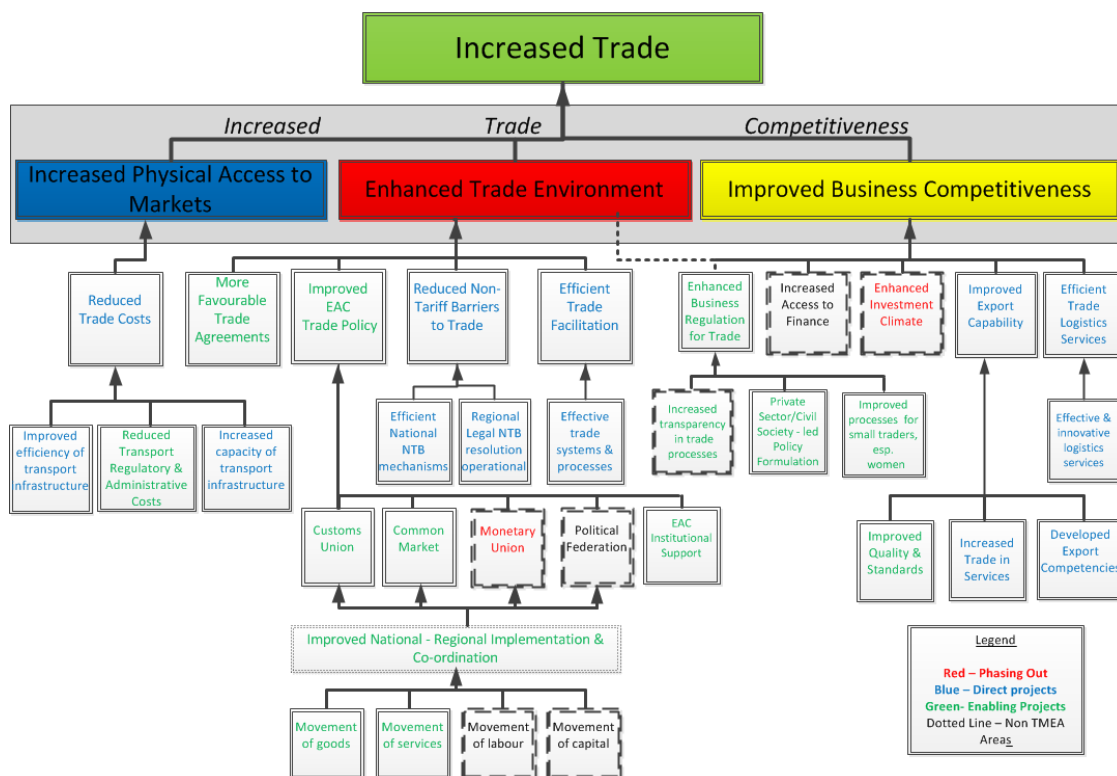 Increased Trade
Increased Trade Competitiveness
Increased Physical Access to
Markets
Enhanced Trade Environment
Improved Business Competitiveness
Reduced
Trade Costs
More
Favourable
Trade
Agreements
Improved
EAC
Trade Policy
Reduced Non-
Tariff Barriers
to Trade
Efficient
Trade
Facilitation
Enhanced
Business
Regulation
for Trade
Increased
Access to
Finance
Enhanced
Investment
Climate
Improved
Export
Capability
Efficient
Trade
Logistics
Services
Improved
efficiency of
transport
nfrastructure
Reduced
Transport
Regulatory &
Administrative
Costs
Increased
capacity of
transport
infrastructure
Efficient
National
NTB
mechanisms
Regional
Legal NTB
resolution
operational
Effective
trade
systems &
processes
Increased
transparency
in trade
processes
Private
Sector/Civil
Society - led
Policy
Formulation
Improved
processes for
small traders,
esp.
women
Effective &
innovative
logistics
services
Customs
Union
Common
Market
Monetary
Union
Political
Federation
EAC
Institutional
Support
Improved
Quality &
Standards
Increased
Trade in
Services
Developed
Export
Competencies
Improved National - Regional Implementation &
Co-ordination
Movement
of goods
Movement
of services
Movement
of labour
Movement
of capital
Legend
Red – Phasing Out
Blue – Direct projects
Green- Enabling Projects
Dotted Line – Non TMEA
Areas